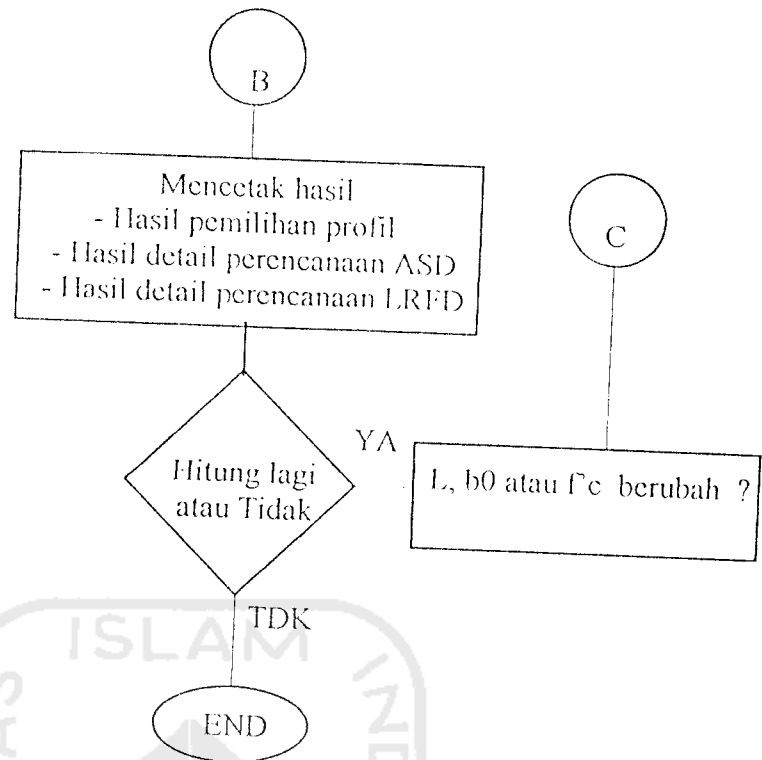 B
Mencetak hasil
- Hasil pemilihan profil
- Hasil detail perencanaan ASD
- Hasil detail perencanaan LRFD
C
Hitung lagi
atau Tidak
YA
L, b0 atau f'c berubah ?
TDK
END
ISLAM